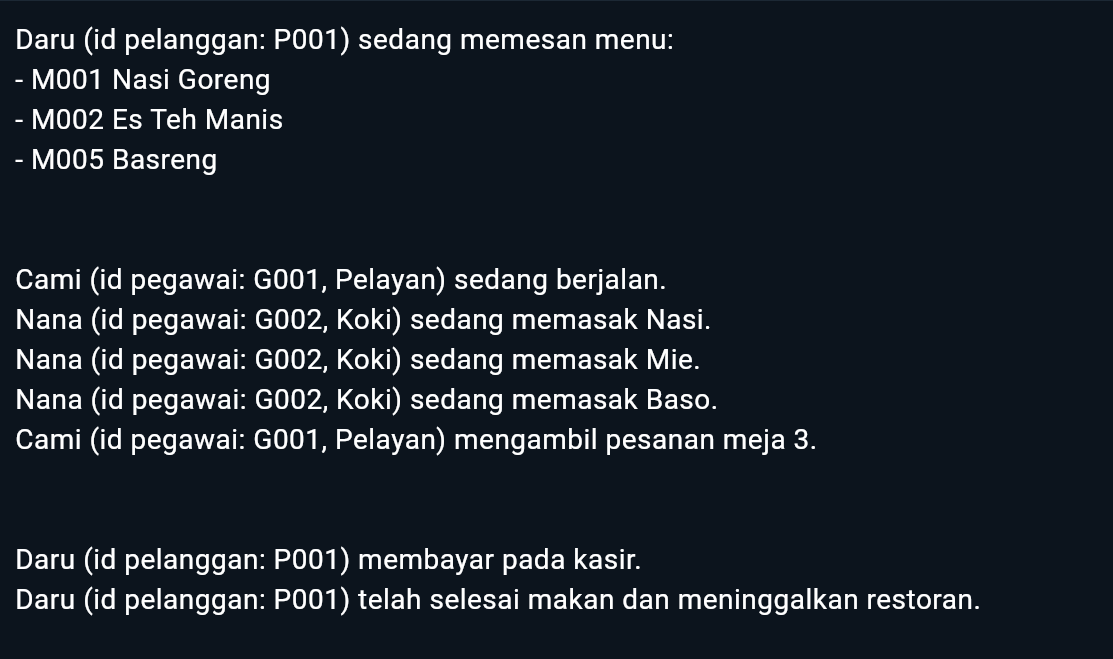 Daru (id pelanggan: P001) sedang memesan menu:
- M001 Nasi Goreng
- M002 Es Teh Manis
- M005 Basreng
Cami (id pegawai: G001, Pelayan) sedang berjalan.
Nana (id pegawai: G002, Koki) sedang memasak Nasi.
Nana (id pegawai: G002, Koki) sedang memasak Mie.
Nana (id pegawai: G002, Koki) sedang memasak Baso.
Cami (id pegawai: G001, Pelayan) mengambil pesanan meja 3.
Daru (id pelanggan: P001) membayar pada kasir.
Daru (id pelanggan: P001) telah selesai makan dan meninggalkan restoran.